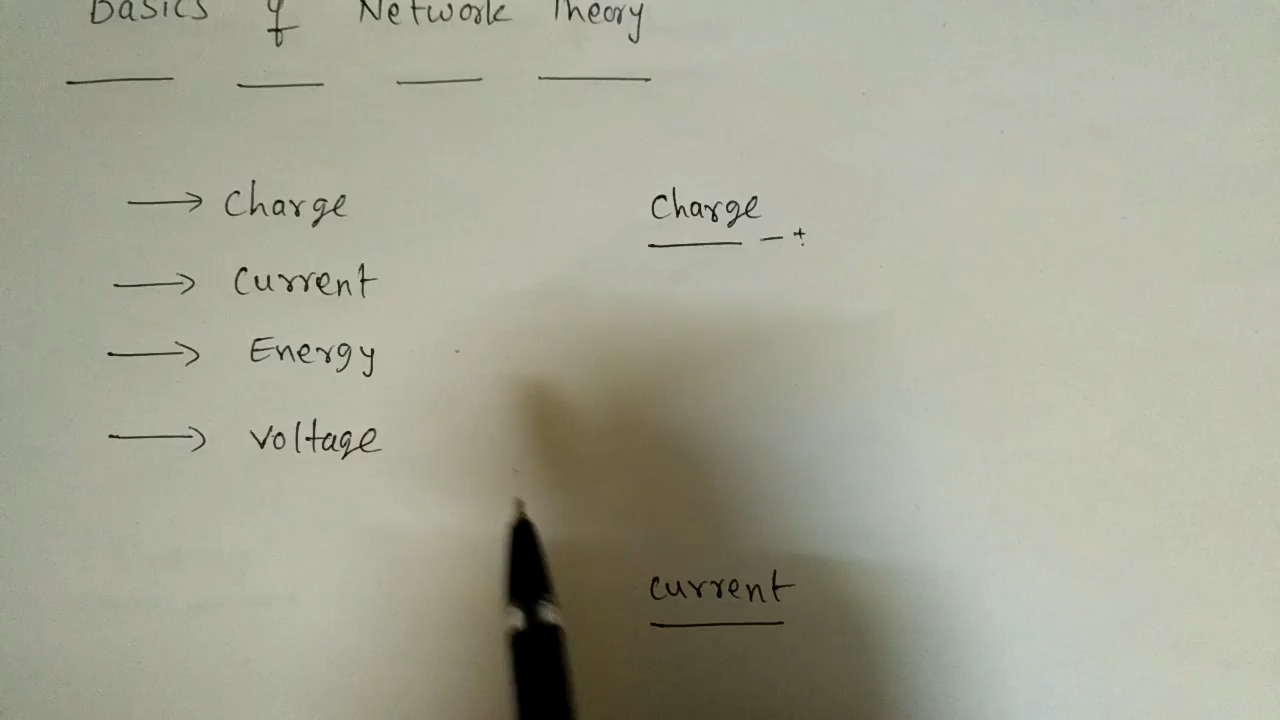 Basics of Network Theory
→ Charge
→ Current
→ Energy
→ Voltage
Charge
- +
Current